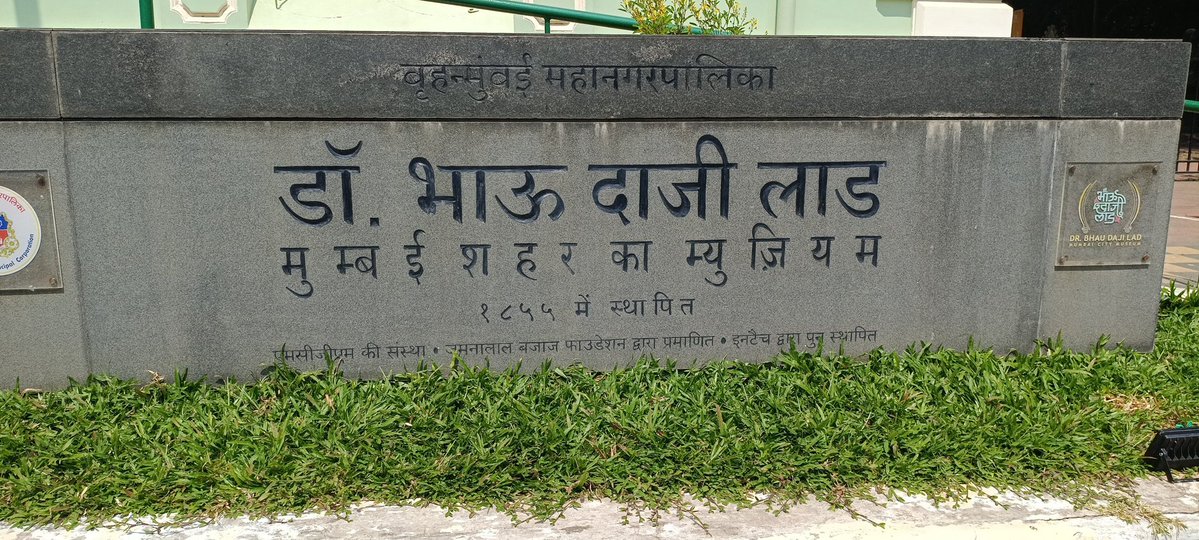 वृहन्मुंबई महानगरपालिका
डॉ. भाऊ दाजी लाड
मुम्बई शहर का म्युज़ियम
१८५५ में स्थापित
एमसीजीएम की संस्था • जमनालाल बजाज फाउडेशन द्वारा प्रमाणित • इनटैच द्वारा पुन स्थापित
भाऊ
दाजी
लाड
DR. BHAU DAJI LAD
MUMBAI CITY MUSEUM